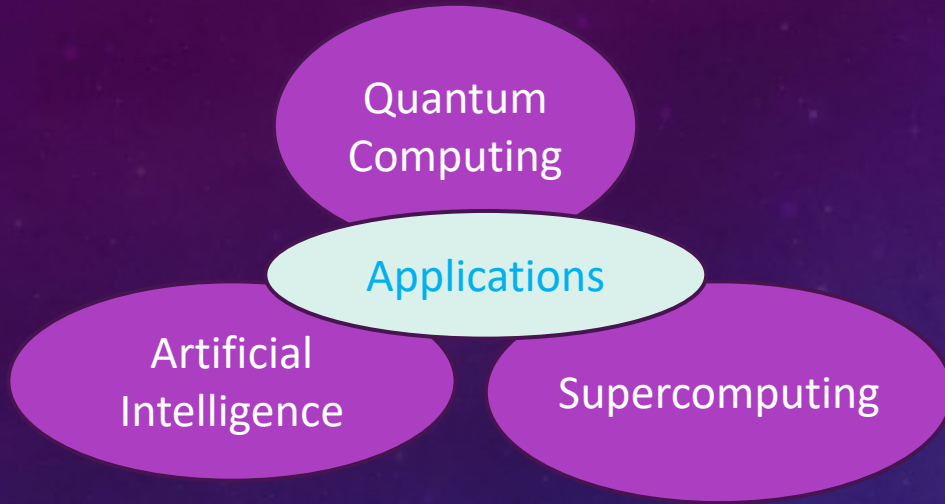 Quantum
Computing
Applications
Artificial
Intelligence
Supercomputing